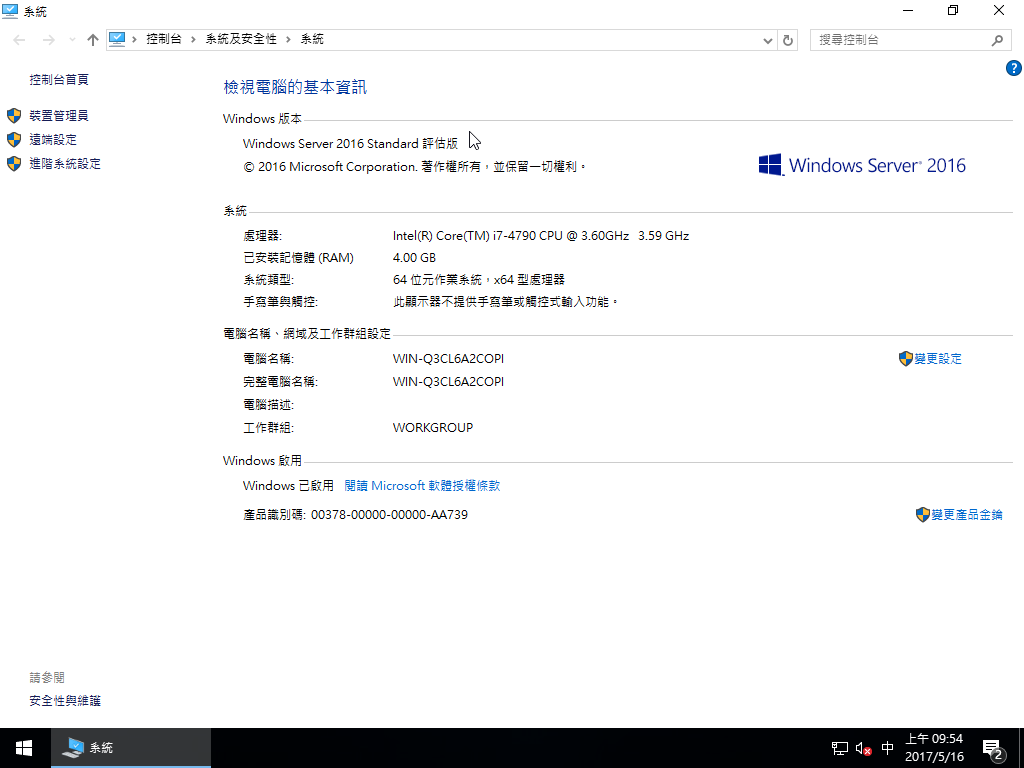 系統
控制台 › 系統及安全性 › 系統
搜尋控制台
控制台首頁
裝置管理員
遠端設定
進階系統設定
檢視電腦的基本資訊
Windows 版本
Windows Server 2016 Standard 評估版
© 2016 Microsoft Corporation. 著作權所有，並保留一切權利。
Windows Server® 2016
系統
處理器: Intel(R) Core(TM) i7-4790 CPU @ 3.60GHz 3.59 GHz
已安裝記憶體 (RAM) 4.00 GB
系統類型: 64 位元作業系統，x64 型處理器
手寫筆與觸控: 此顯示器不提供手寫筆或觸控式輸入功能。
電腦名稱、網域及工作群組設定
電腦名稱: WIN-Q3CL6A2COPI 變更設定
完整電腦名稱: WIN-Q3CL6A2COPI
電腦描述:
工作群組: WORKGROUP
Windows 啟用
Windows 已啟用 閱讀 Microsoft 軟體授權條款
產品識別碼: 00378-00000-00000-AA739 變更產品金鑰
請參閱
安全性與維護
系統
中
上午 09:54
2017/5/16
2